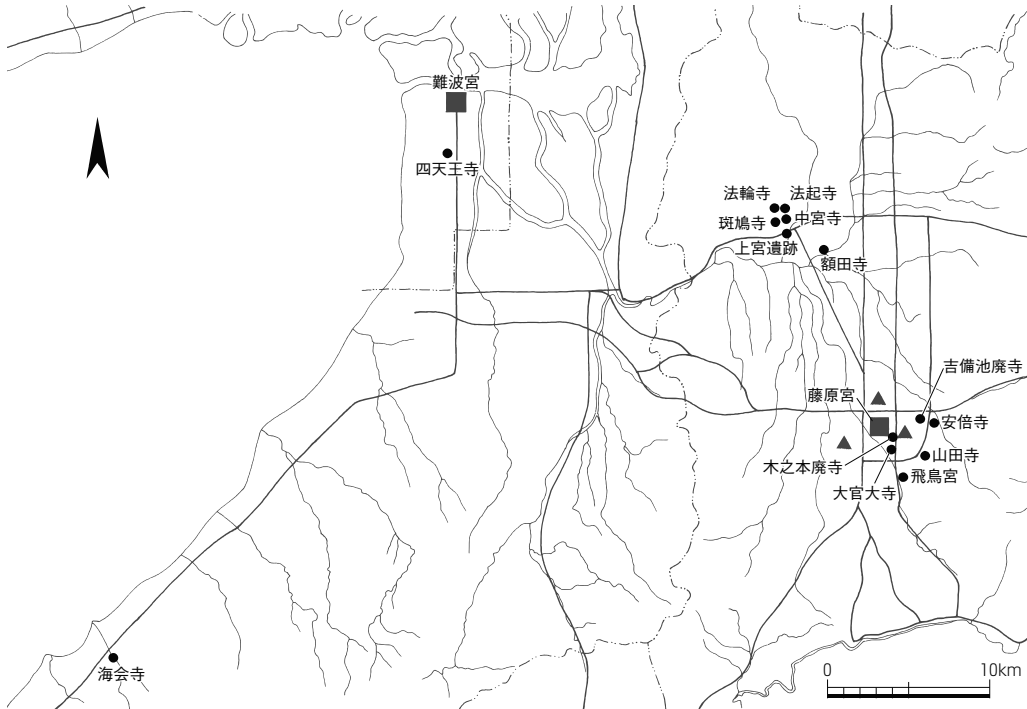 難波宮
四天王寺
法輪寺
法起寺
斑鳩寺
中宮寺
上宮遺跡
額田寺
吉備池廃寺
藤原宮
安倍寺
山田寺
木之本廃寺
飛鳥宮
大官大寺
海会寺
0
10km